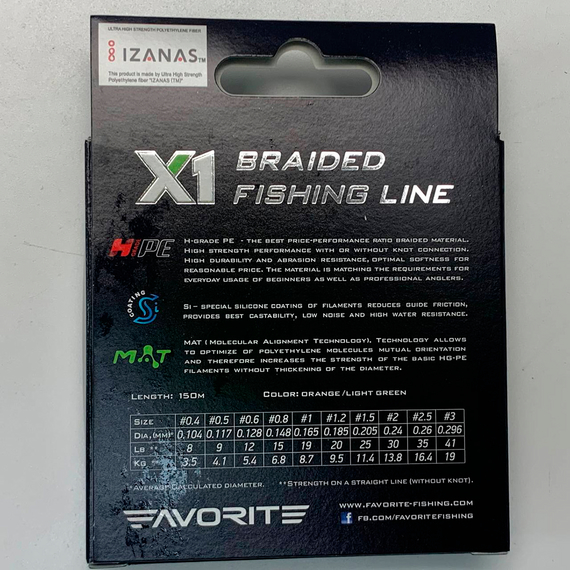 ULTRA HIGH STRENGTH POLYETHYLENE FIBER
IZANAS TM
This product is made by Ultra High Strength
Polyethylene fiber "IZANAS (TM)"
X1 BRAIDED
FISHING LINE
H-GRADE PE - THE BEST PRICE-PERFORMANCE RATIO BRAIDED MATERIAL.
HIGH STRENGTH PERFORMANCE WITH OR WITHOUT KNOT CONNECTION.
HIGH DURABILITY AND ABRASION RESISTANCE, OPTIMAL SOFTNESS FOR
REASONABLE PRICE. THE MATERIAL IS MATCHING THE REQUIREMENTS FOR
EVERYDAY USAGE OF BEGINNERS AS WELL AS PROFESSIONAL ANGLERS.
COATING Si
SI – SPECIAL SILICONE COATING OF FILAMENTS REDUCES GUIDE FRICTION,
PROVIDES BEST CASTABILITY, LOW NOISE AND HIGH WATER RESISTANCE.
MAT
MAT (MOLECULAR ALIGNMENT TECHNOLOGY). TECHNOLOGY ALLOWS
TO OPTIMIZE OF POLYETHYLENE MOLECULES MUTUAL ORIENTATION
AND THEREFORE INCREASES THE STRENGTH OF THE BASIC HG-PE
FILAMENTS WITHOUT THICKENING OF THE DIAMETER.
LENGTH: 150M COLOR: ORANGE/LIGHT GREEN
SIZE #0.4 #0.5 #0.6 #0.8 #1 #1.2 #1.5 #2 #2.5 #3
DIA.(MM)* 0.104 0.117 0.128 0.148 0.165 0.185 0.205 0.24 0.26 0.296
LB ** 8 9 12 15 19 20 25 30 35 41
KG ** 3.5 4.1 5.4 6.8 8.7 9.5 11.4 13.8 16.4 19
*AVERAGE CALCULATED DIAMETER. **STRENGTH ON A STRAIGHT LINE (WITHOUT KNOT).
FAVORITE
WWW.FAVORITE-FISHING.COM
f FB.COM/FAVORITEFISHING